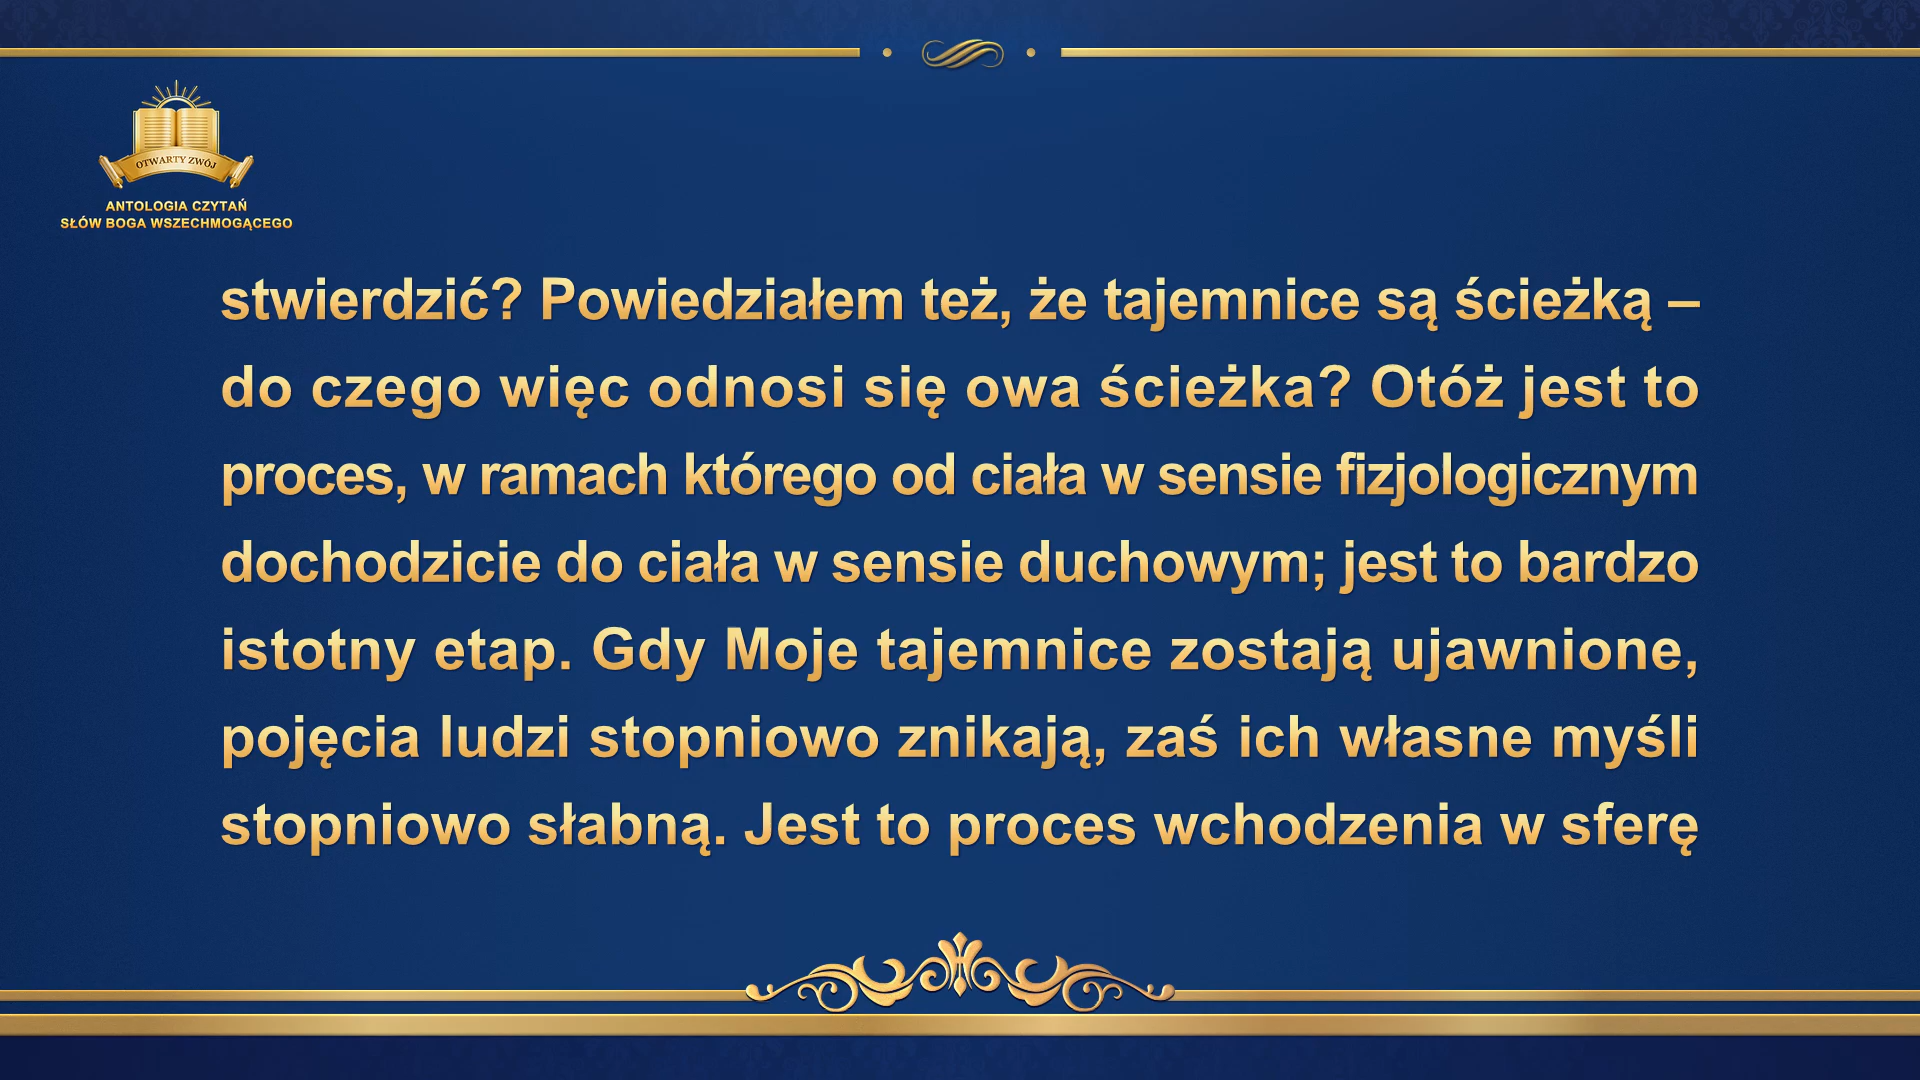 OTWARTY ZWÓJ
ANTOLOGIA CZYTAŃ
SŁÓW BOGA WSZECHMOGĄCEGO
stwierdzić? Powiedziałem też, że tajemnice są ścieżką –
do czego więc odnosi się owa ścieżka? Otóż jest to
proces, w ramach którego od ciała w sensie fizjologicznym
dochodzicie do ciała w sensie duchowym; jest to bardzo
istotny etap. Gdy Moje tajemnice zostają ujawnione,
pojęcia ludzi stopniowo znikają, zaś ich własne myśli
stopniowo słabną. Jest to proces wchodzenia w sferę